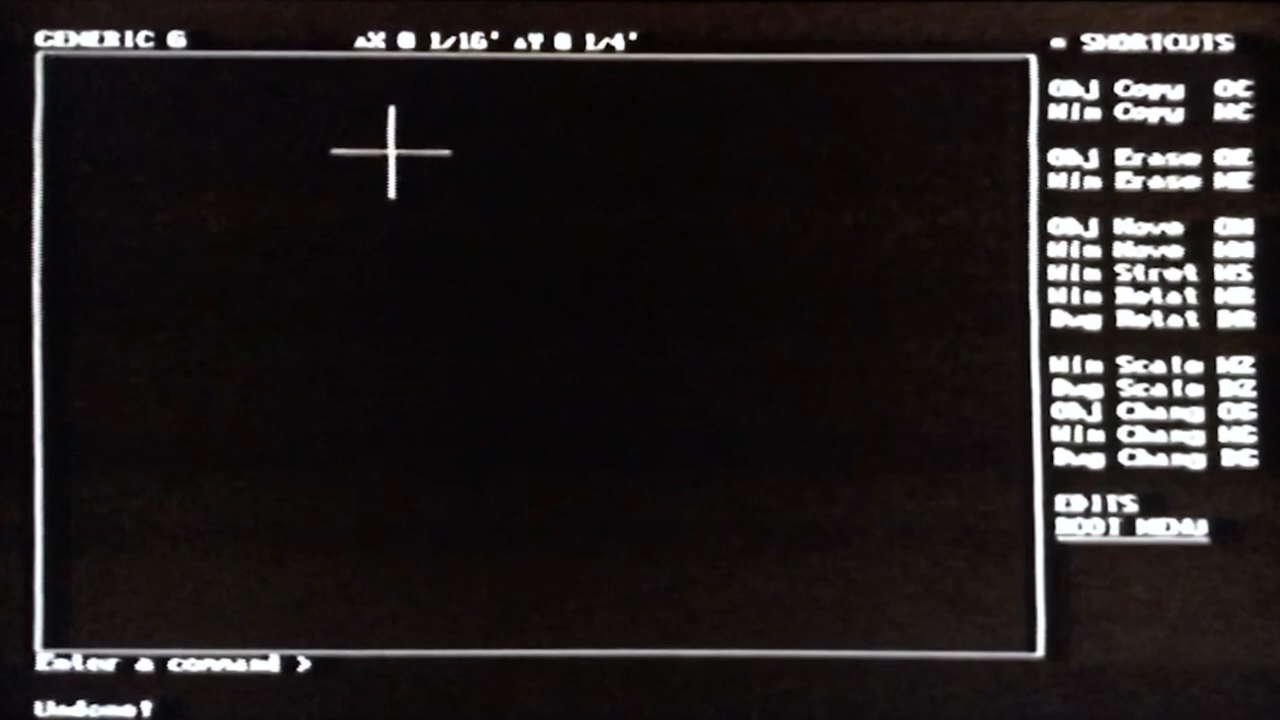 GENERIC 6 ΔX 0 1/16" ΔY 0 1/4"
SHORTCUTS
Obj Copy OC
Win Copy WC
Obj Erase OE
Win Erase WE
Obj Move OM
Win Move WM
Win Stret WS
Win Rotat WR
Dwg Rotat DR
Win Scale WZ
Dwg Scale DZ
Obj Chang OG
Win Chang WG
Dwg Chang DG
EDITS
ROOT MENU
Enter a command >
Undone!